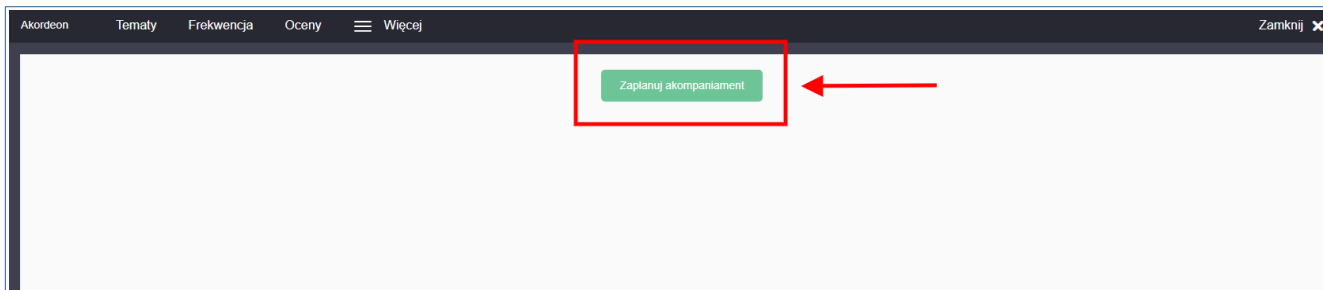 Akordeon Tematy Frekwencja Oceny Więcej Zamknij
Zaplanuj akompaniament